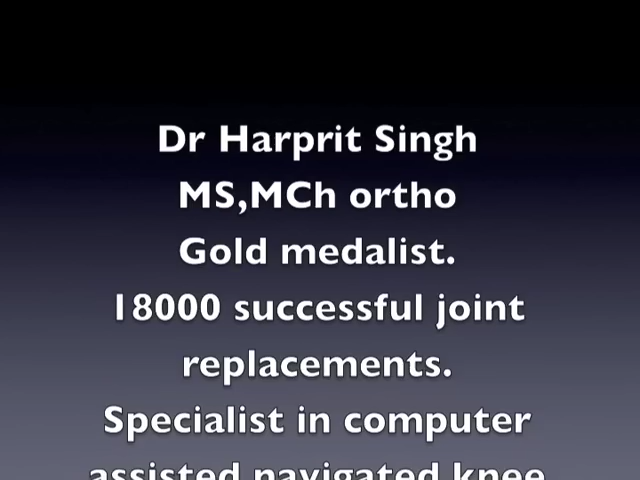 Dr Harprit Singh
MS,MCh ortho
Gold medalist.
18000 successful joint
replacements.
Specialist in computer
assisted navigated knee